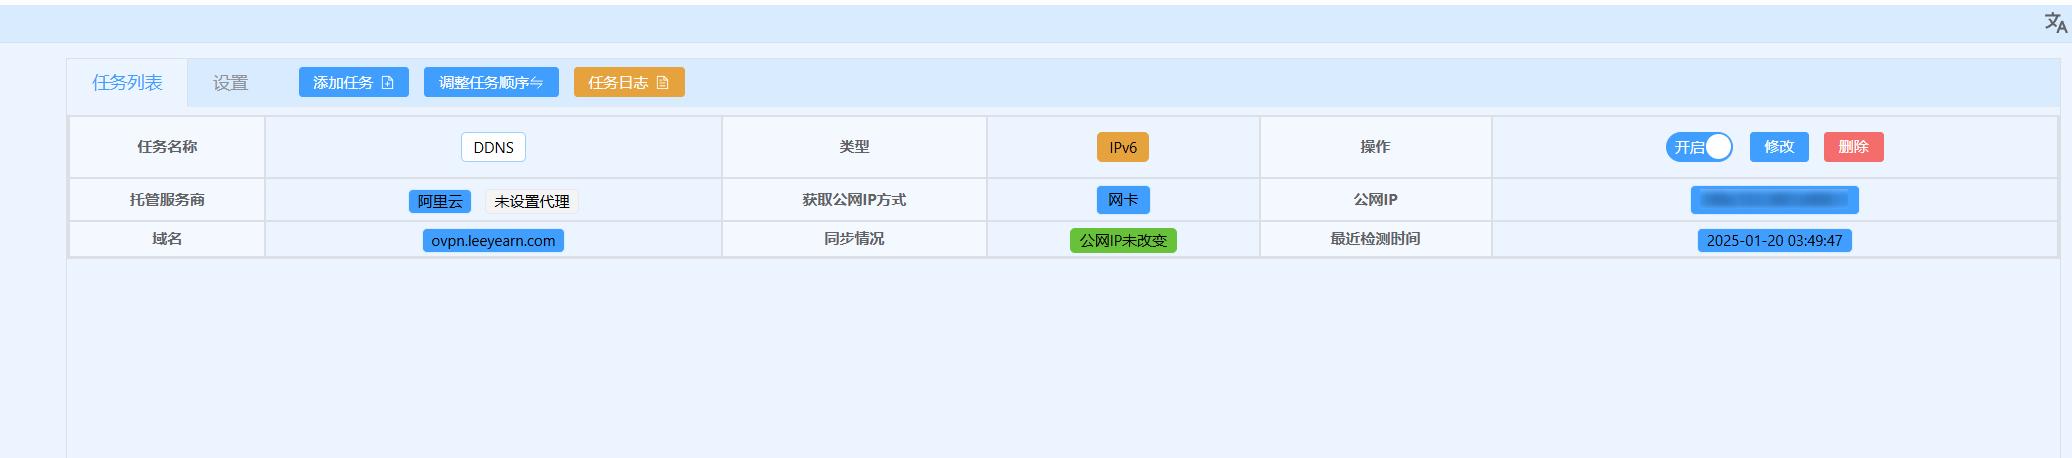 任务列表 设置 添加任务 调整任务顺序 任务日志
任务名称 DDNS 类型 IPv6 操作 开启 修改 删除
托管服务商 阿里云 未设置代理 获取公网IP方式 网卡 公网IP
域名 ovpn.leeyearn.com 同步情况 公网IP未改变 最近检测时间 2025-01-20 03:49:47